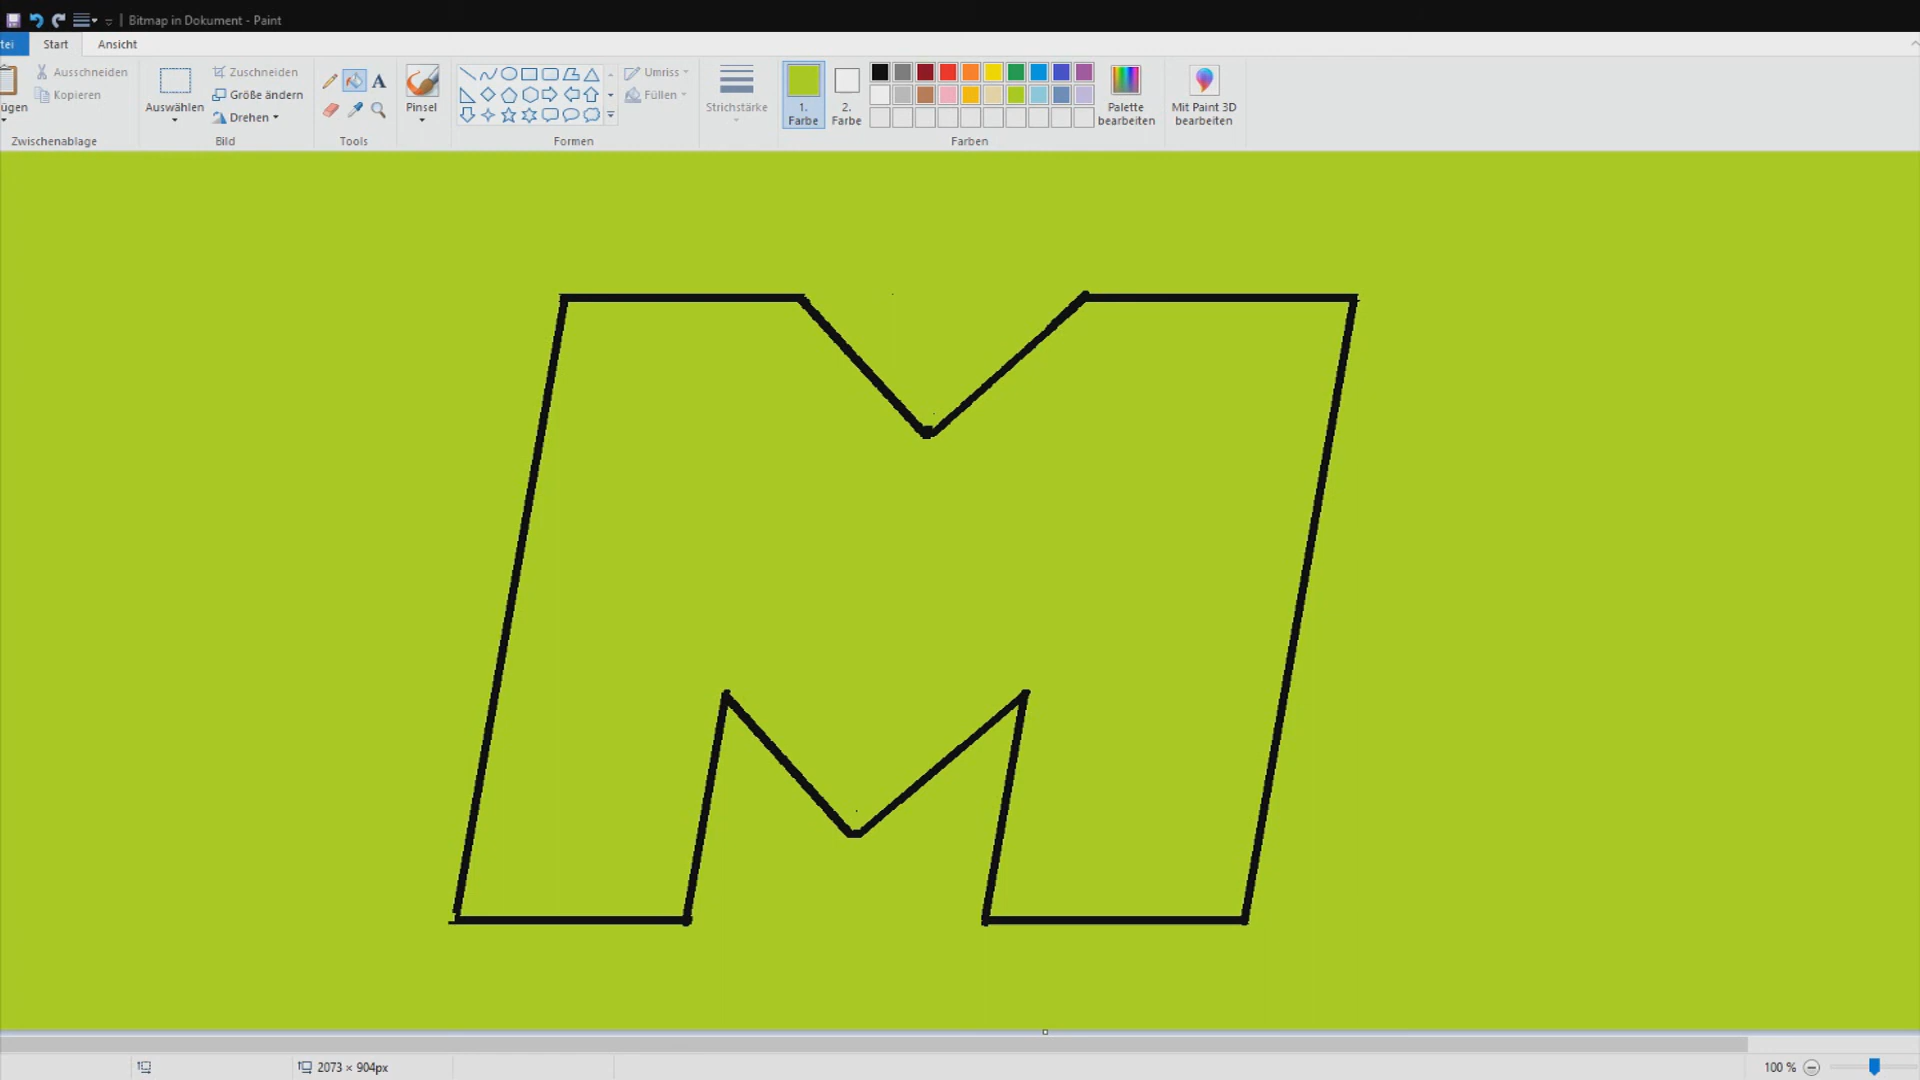 Bitmap in Dokument - Paint
tei Start Ansicht
ügen
Ausschneiden
Kopieren
Zwischenablage
Auswählen
Zuschneiden
Größe ändern
Drehen
Bild
A
Tools
Pinsel
Umriss
Füllen
Formen
Strichstärke
1.
Farbe
2.
Farbe
Palette
bearbeiten
Farben
Mit Paint 3D
bearbeiten
M
2073 × 904px
100 %